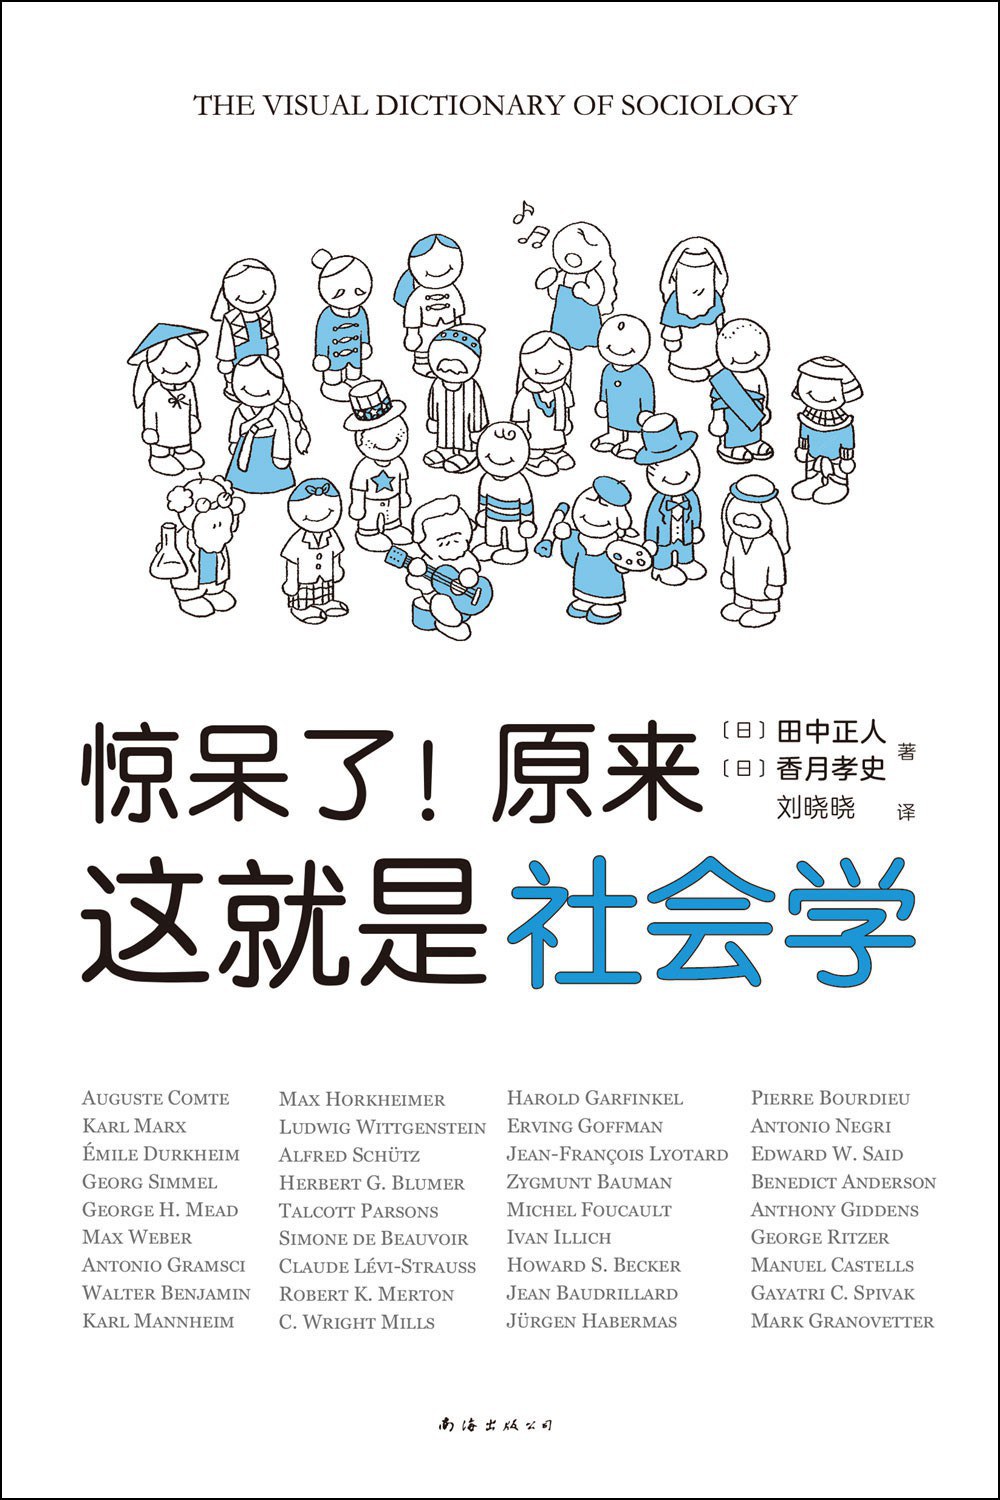 THE VISUAL DICTIONARY OF SOCIOLOGY
惊呆了！原来
〔日〕田中正人
〔日〕香月孝史 著
刘晓晓 译
这就是社会学
AUGUSTE COMTE
KARL MARX
ÉMILE DURKHEIM
GEORG SIMMEL
GEORGE H. MEAD
MAX WEBER
ANTONIO GRAMSCI
WALTER BENJAMIN
KARL MANNHEIM
MAX HORKHEIMER
LUDWIG WITTGENSTEIN
ALFRED SCHÜTZ
HERBERT G. BLUMER
TALCOTT PARSONS
SIMONE DE BEAUVOIR
CLAUDE LÉVI-STRAUSS
ROBERT K. MERTON
C. WRIGHT MILLS
HAROLD GARFINKEL
ERVING GOFFMAN
JEAN-FRANÇOIS LYOTARD
ZYGMUNT BAUMAN
MICHEL FOUCAULT
IVAN ILLICH
HOWARD S. BECKER
JEAN BAUDRILLARD
JÜRGEN HABERMAS
PIERRE BOURDIEU
ANTONIO NEGRI
EDWARD W. SAID
BENEDICT ANDERSON
ANTHONY GIDDENS
GEORGE RITZER
MANUEL CASTELLS
GAYATRI C. SPIVAK
MARK GRANOVETTER
南海出版公司